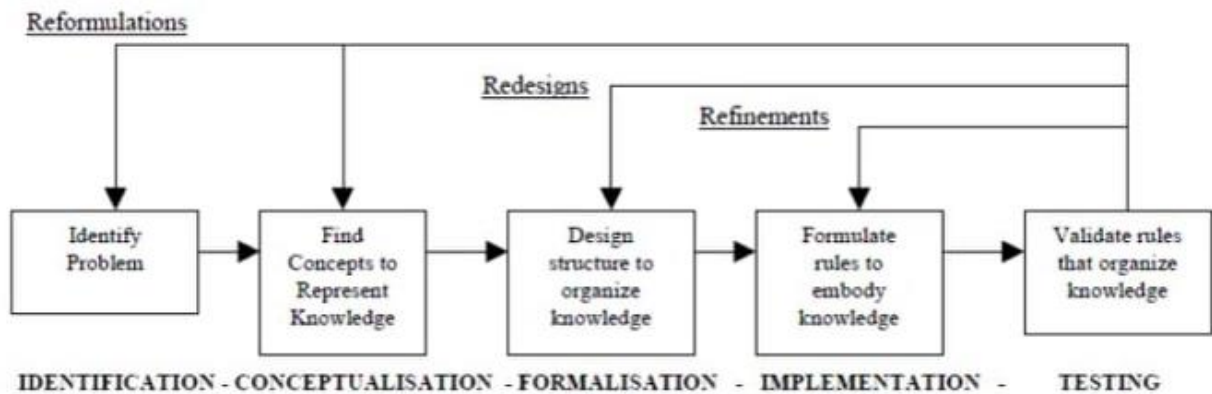 Reformulations
Redesigns
Refinements
Identify
Problem
Find
Concepts to
Represent
Knowledge
Design
structure to
organize
knowledge
Formulate
rules to
embody
knowledge
Validate rules
that organize
knowledge
IDENTIFICATION - CONCEPTUALISATION - FORMALISATION - IMPLEMENTATION - TESTING